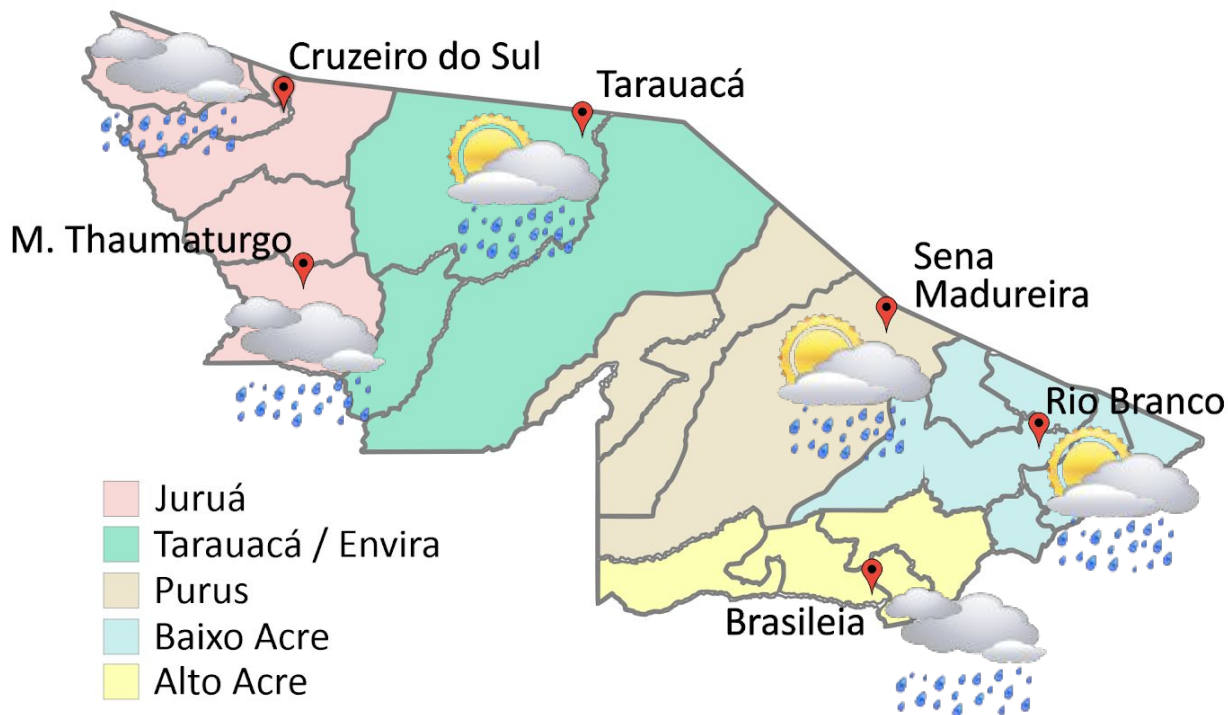 Cruzeiro do Sul
Tarauacá
M. Thaumaturgo
Sena
Madureira
Rio Branco
Brasileia
Juruá
Tarauacá / Envira
Purus
Baixo Acre
Alto Acre